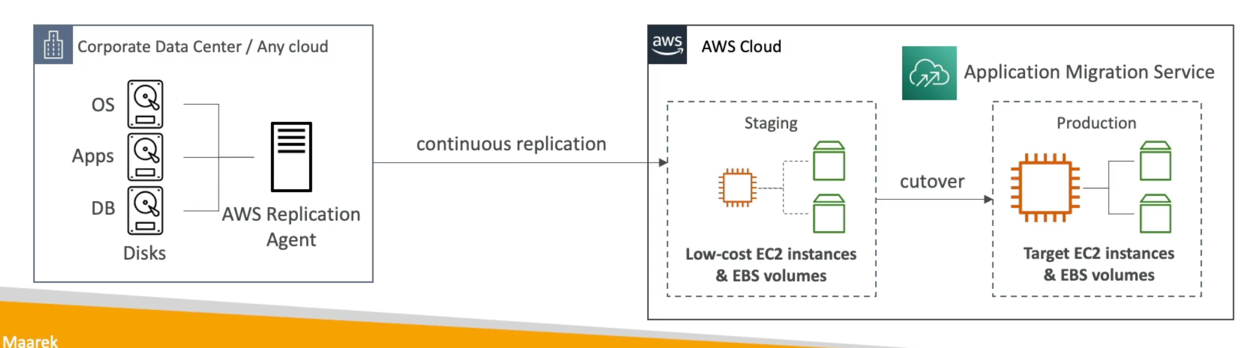 Corporate Data Center / Any cloud
OS
Apps
DB
Disks
AWS Replication
Agent
continuous replication
aws
AWS Cloud
Application Migration Service
Staging
Low-cost EC2 instances
& EBS volumes
cutover
Production
Target EC2 instances
& EBS volumes
Maarek